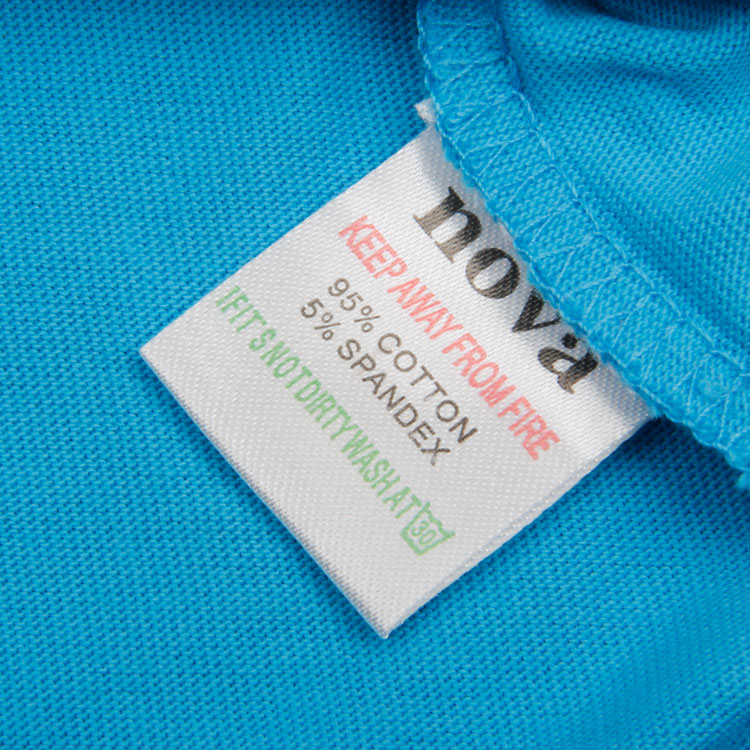 nova
KEEP AWAY FROM FIRE
95% COTTON
5% SPANDEX
IF IT'S NOT DIRTY WASH AT 30